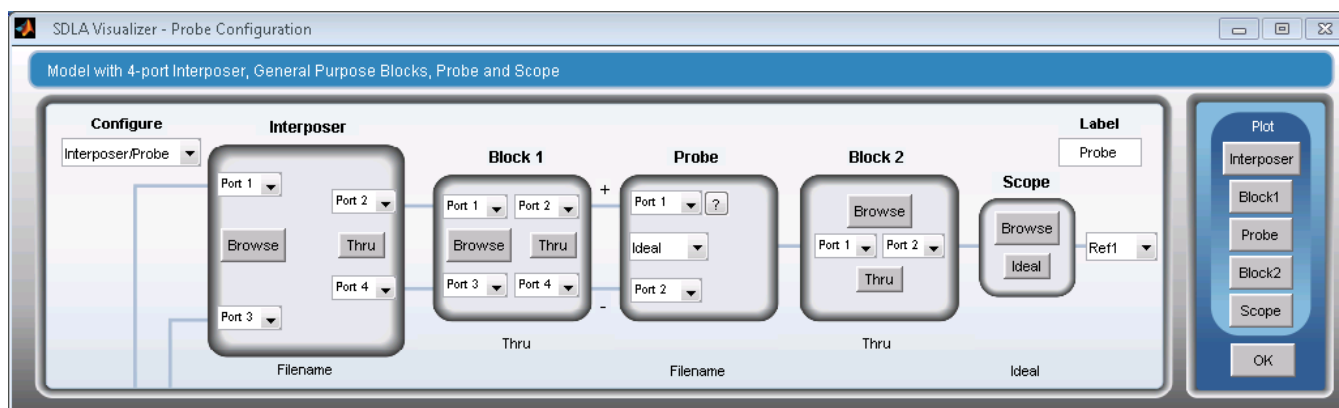 SDLA Visualizer - Probe Configuration
Model with 4-port Interposer, General Purpose Blocks, Probe and Scope
Configure
Interposer/Probe
Interposer
Port 1
Port 2
Browse
Thru
Port 4
Port 3
Filename
Block 1
Port 1 Port 2
Browse Thru
Port 3 Port 4
Thru
+
-
Probe
Port 1 ?
Ideal
Port 2
Filename
Block 2
Browse
Port 1 Port 2
Thru
Thru
Scope
Browse
Ideal
Ideal
Label
Probe
Ref1
Plot
Interposer
Block1
Probe
Block2
Scope
OK